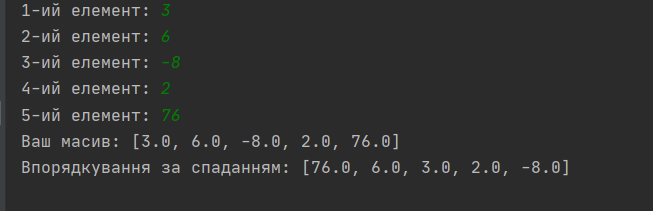 1-ий елемент: 3
2-ий елемент: 6
3-ий елемент: -8
4-ий елемент: 2
5-ий елемент: 76
Ваш масив: [3.0, 6.0, -8.0, 2.0, 76.0]
Впорядкування за спаданням: [76.0, 6.0, 3.0, 2.0, -8.0]